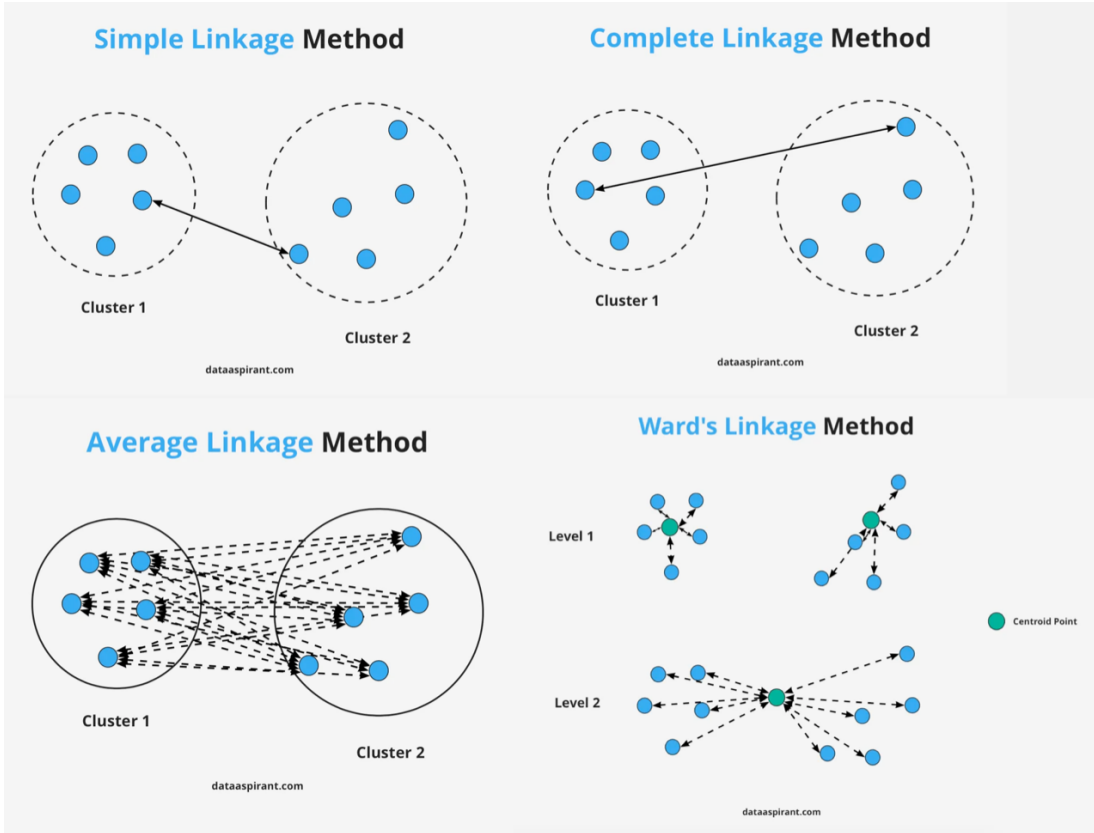 Simple Linkage Method
Cluster 1
Cluster 2
dataaspirant.com
Complete Linkage Method
Cluster 1
Cluster 2
dataaspirant.com
Average Linkage Method
Cluster 1
Cluster 2
dataaspirant.com
Ward's Linkage Method
Level 1
Centroid Point
Level 2
dataaspirant.com